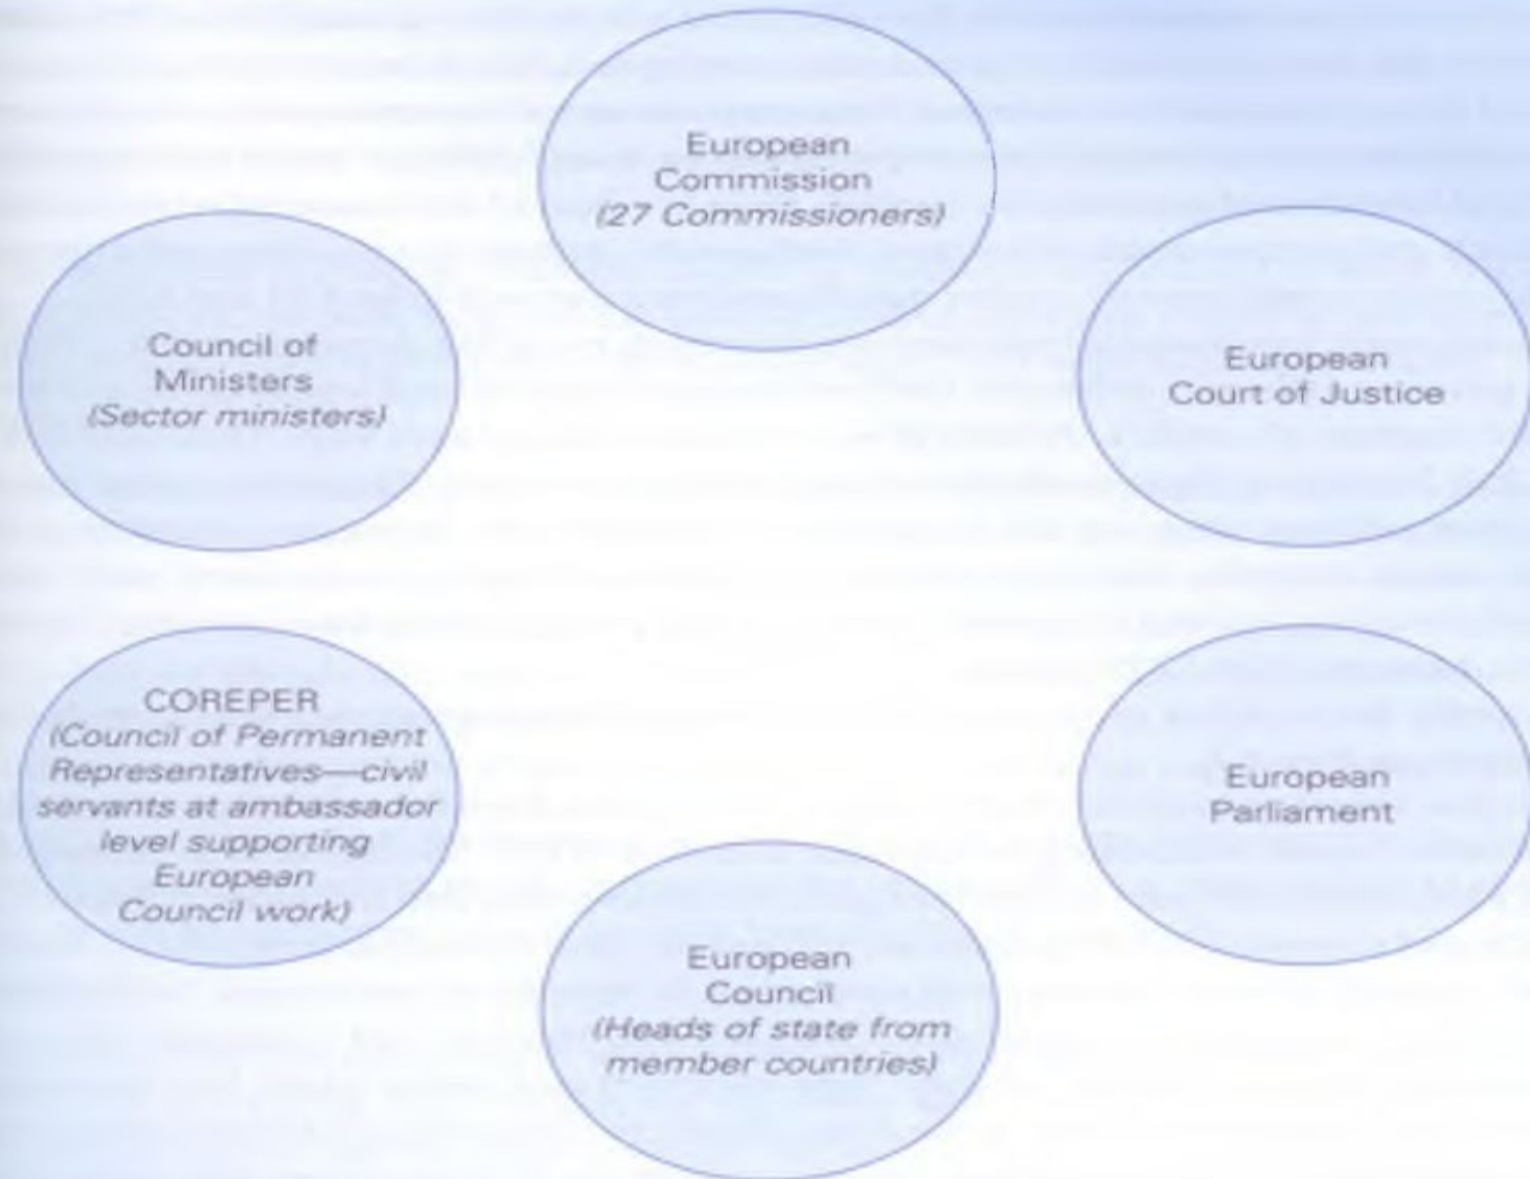 European
Commission
(27 Commissioners)
Council of
Ministers
(Sector ministers)
European
Court of Justice
COREPER
(Council of Permanent
Representatives—civil
servants at ambassador
level supporting
European
Council work)
European
Parliament
European
Council
(Heads of state from
member countries)